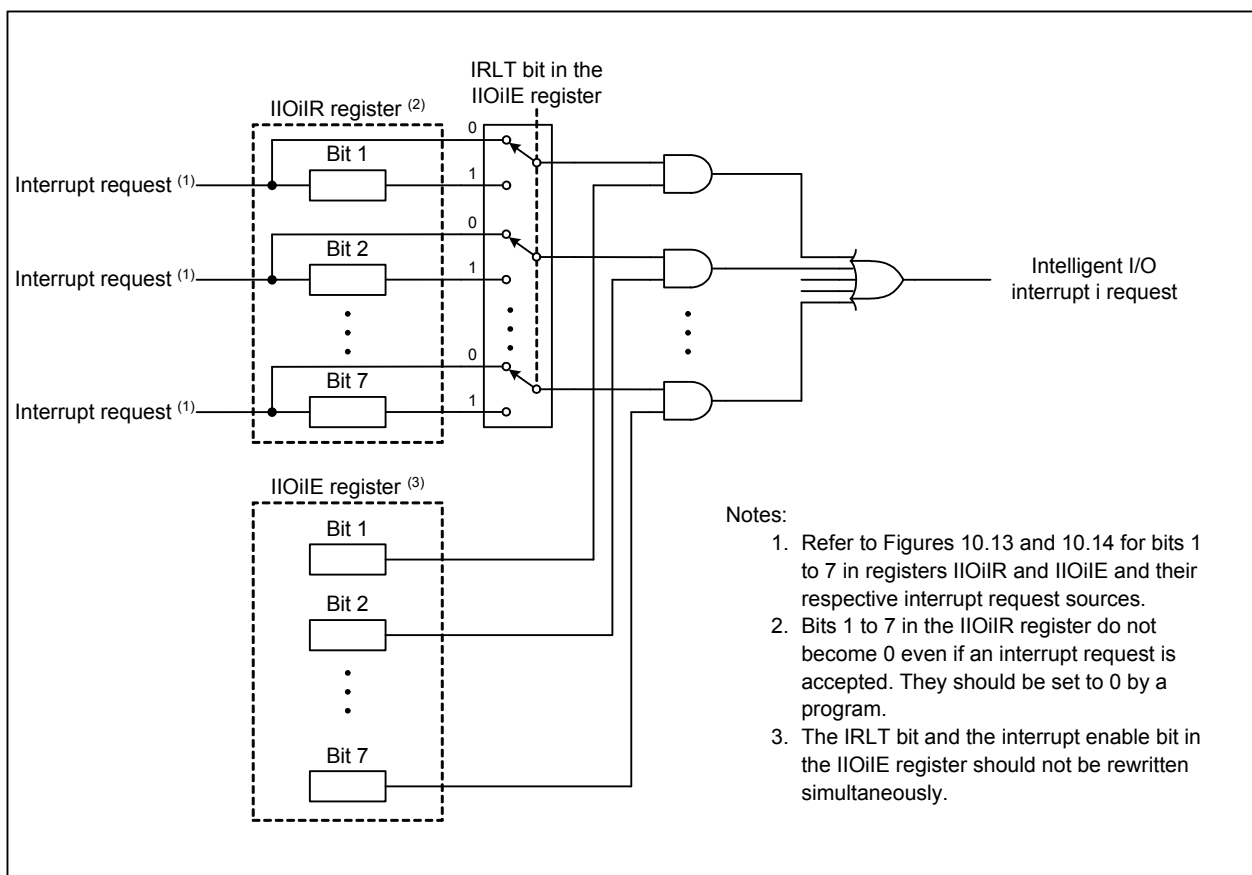 IRLT bit in the
IIOiIE register
IIOiIR register (2)
0
Bit 1
Interrupt request (1)
1
0
Bit 2
Interrupt request (1)
1
Intelligent I/O
interrupt i request
0
Bit 7
Interrupt request (1)
1
IIOiIE register (3)
Bit 1
Bit 2
Bit 7
Notes:
1. Refer to Figures 10.13 and 10.14 for bits 1
to 7 in registers IIOiIR and IIOiIE and their
respective interrupt request sources.
2. Bits 1 to 7 in the IIOiIR register do not
become 0 even if an interrupt request is
accepted. They should be set to 0 by a
program.
3. The IRLT bit and the interrupt enable bit in
the IIOiIE register should not be rewritten
simultaneously.